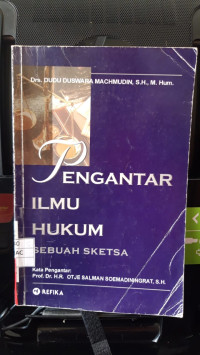 Drs. DUDU DUSWARA MACHMUDIN, S.H., M. Hum.
PENGANTAR
ILMU
HUKUM
SEBUAH SKETSA
Kata Pengantar:
Prof. Dr. H.R. OTJE SALMAN SOEMADININGRAT, S.H.
REFIKA